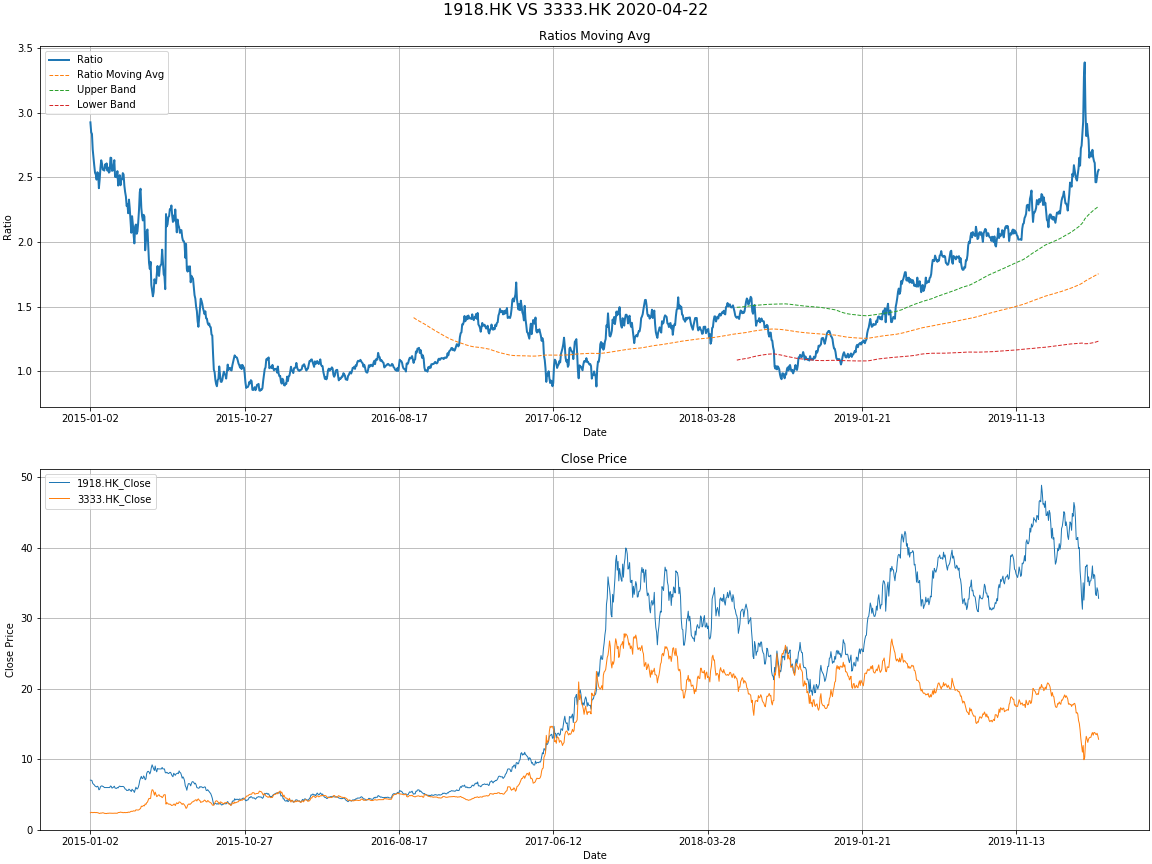 1918.HK VS 3333.HK 2020-04-22
Ratios Moving Avg
Ratio
Ratio Moving Avg
Upper Band
Lower Band
3.5
3.0
2.5
2.0
1.5
1.0
Ratio
2015-01-02 2015-10-27 2016-08-17 2017-06-12 2018-03-28 2019-01-21 2019-11-13
Date
Close Price
1918.HK_Close
3333.HK_Close
50
40
30
20
10
0
Close Price
2015-01-02 2015-10-27 2016-08-17 2017-06-12 2018-03-28 2019-01-21 2019-11-13
Date